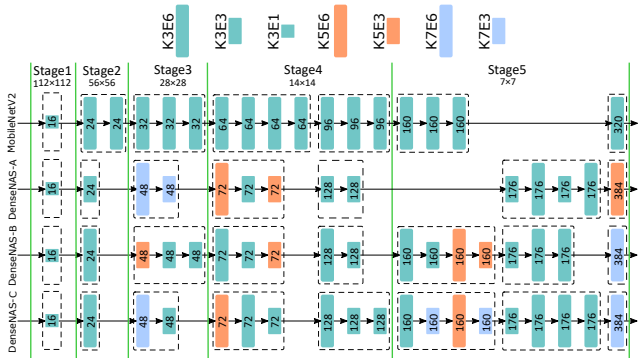 K3E6 K3E3 K3E1 K5E6 K5E3 K7E6 K7E3
Stage1 Stage2 Stage3 Stage4 Stage5
112×112 56×56 28×28 14×14 7×7
MobileNetV2 16 24 24 32 32 32 64 64 64 64 96 96 96 160 160 160 320
DenseNAS-A 16 24 48 48 72 72 72 128 128 176 176 176 176 384
DenseNAS-B 16 24 48 48 48 72 72 72 128 128 160 160 160 160 176 176 176 384
DenseNAS-C 16 24 48 48 72 72 72 128 128 128 160 160 160 160 176 176 176 176 384